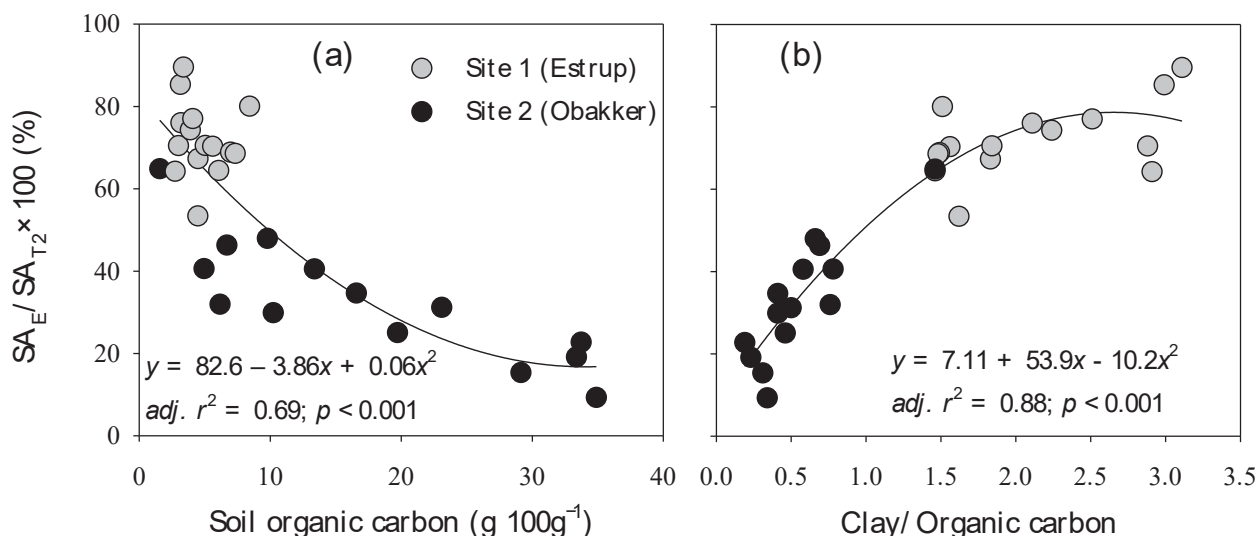 100
80
60
40
20
0
SA_E/ SA_T2 × 100 (%)
(a)
Site 1 (Estrup)
Site 2 (Obakker)
y = 82.6 – 3.86x + 0.06x²
adj. r² = 0.69; p < 0.001
0 10 20 30 40
Soil organic carbon (g 100g⁻¹)
(b)
y = 7.11 + 53.9x - 10.2x²
adj. r² = 0.88; p < 0.001
0.0 0.5 1.0 1.5 2.0 2.5 3.0 3.5
Clay/ Organic carbon